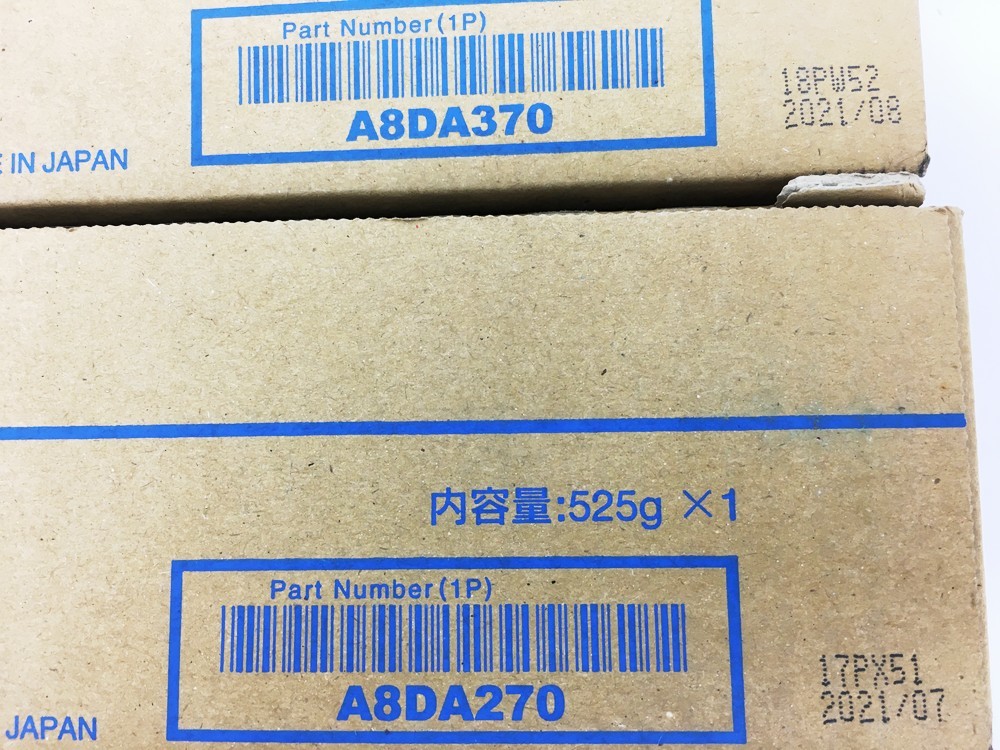 Part Number(1P)
A8DA370
18PW52
2021/08
E IN JAPAN
内容量:525g ×1
Part Number(1P)
A8DA270
17PX51
2021/07
JAPAN